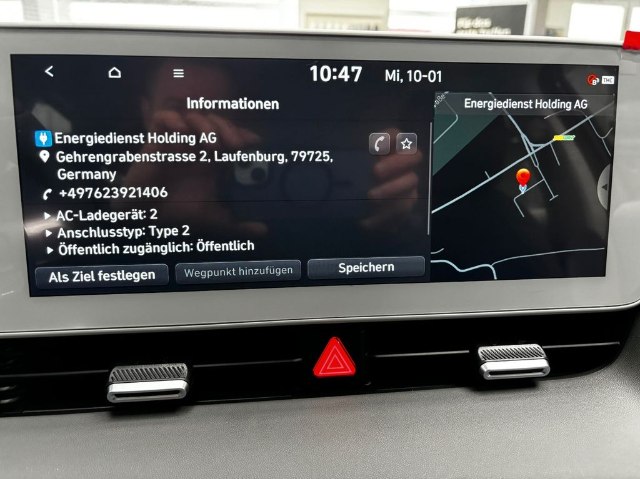 10:47 Mi, 10-01
Informationen
Energiedienst Holding AG
Energiedienst Holding AG
Gehrengrabenstrasse 2, Laufenburg, 79725,
Germany
+497623921406
AC-Ladegerät: 2
Anschlusstyp: Type 2
Öffentlich zugänglich: Öffentlich
Als Ziel festlegen
Wegpunkt hinzufügen
Speichern